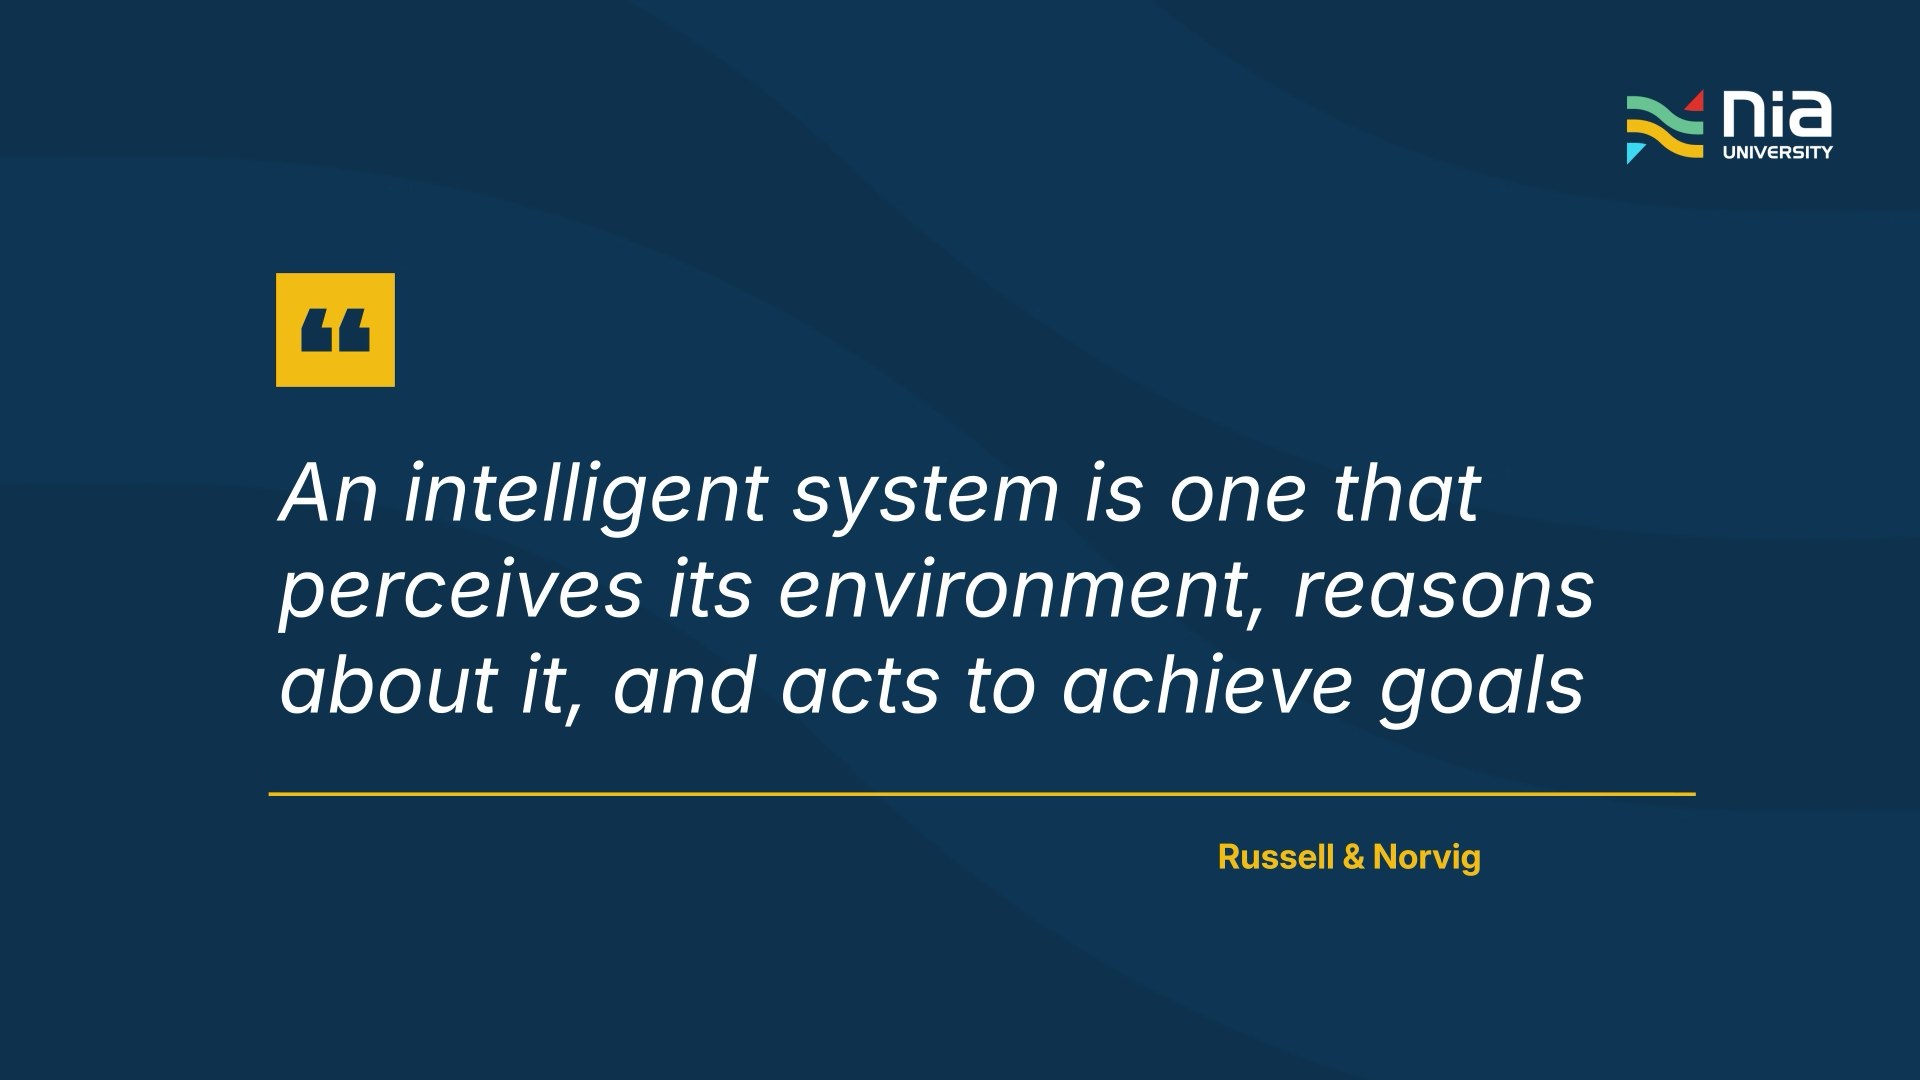 nia
UNIVERSITY
❝
An intelligent system is one that
perceives its environment, reasons
about it, and acts to achieve goals
Russell & Norvig